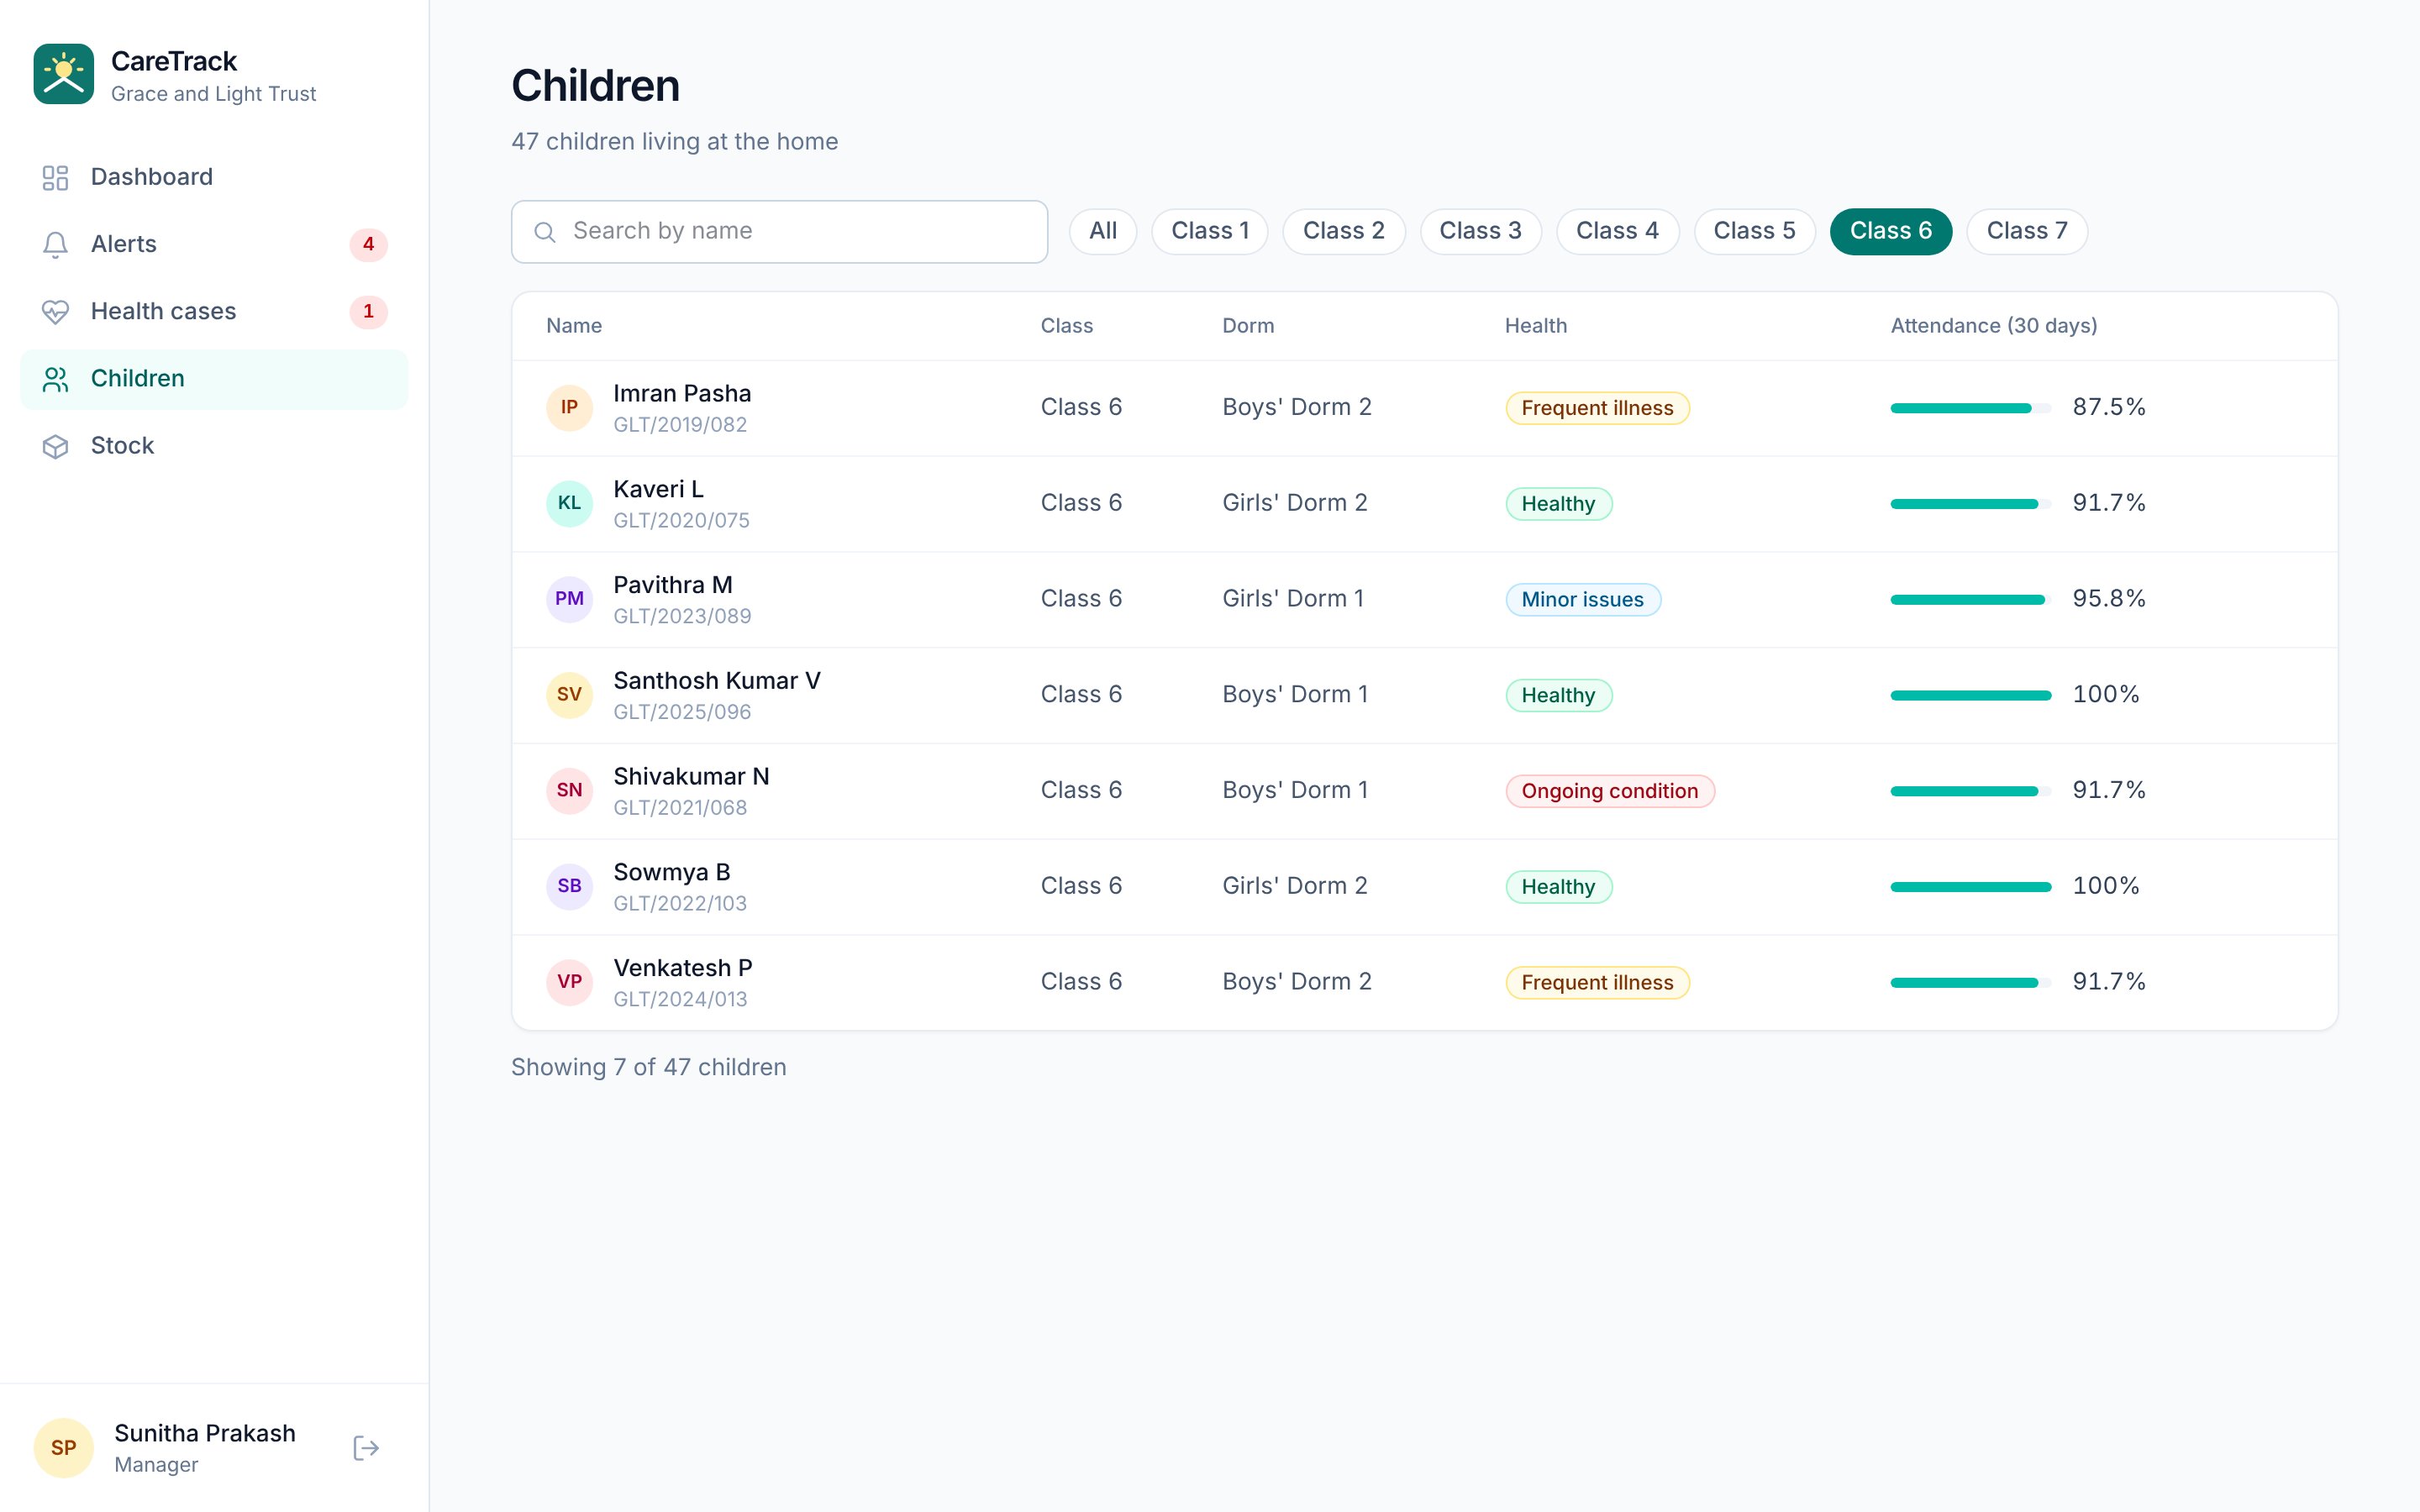 CareTrack
Grace and Light Trust
Dashboard
Alerts 4
Health cases 1
Children
Stock
SP
Sunitha Prakash
Manager
Children
47 children living at the home
Search by name
All Class 1 Class 2 Class 3 Class 4 Class 5 Class 6 Class 7
Name Class Dorm Health Attendance (30 days)
IP Imran Pasha Class 6 Boys' Dorm 2 Frequent illness 87.5%
GLT/2019/082
KL Kaveri L Class 6 Girls' Dorm 2 Healthy 91.7%
GLT/2020/075
PM Pavithra M Class 6 Girls' Dorm 1 Minor issues 95.8%
GLT/2023/089
SV Santhosh Kumar V Class 6 Boys' Dorm 1 Healthy 100%
GLT/2025/096
SN Shivakumar N Class 6 Boys' Dorm 1 Ongoing condition 91.7%
GLT/2021/068
SB Sowmya B Class 6 Girls' Dorm 2 Healthy 100%
GLT/2022/103
VP Venkatesh P Class 6 Boys' Dorm 2 Frequent illness 91.7%
GLT/2024/013
Showing 7 of 47 children